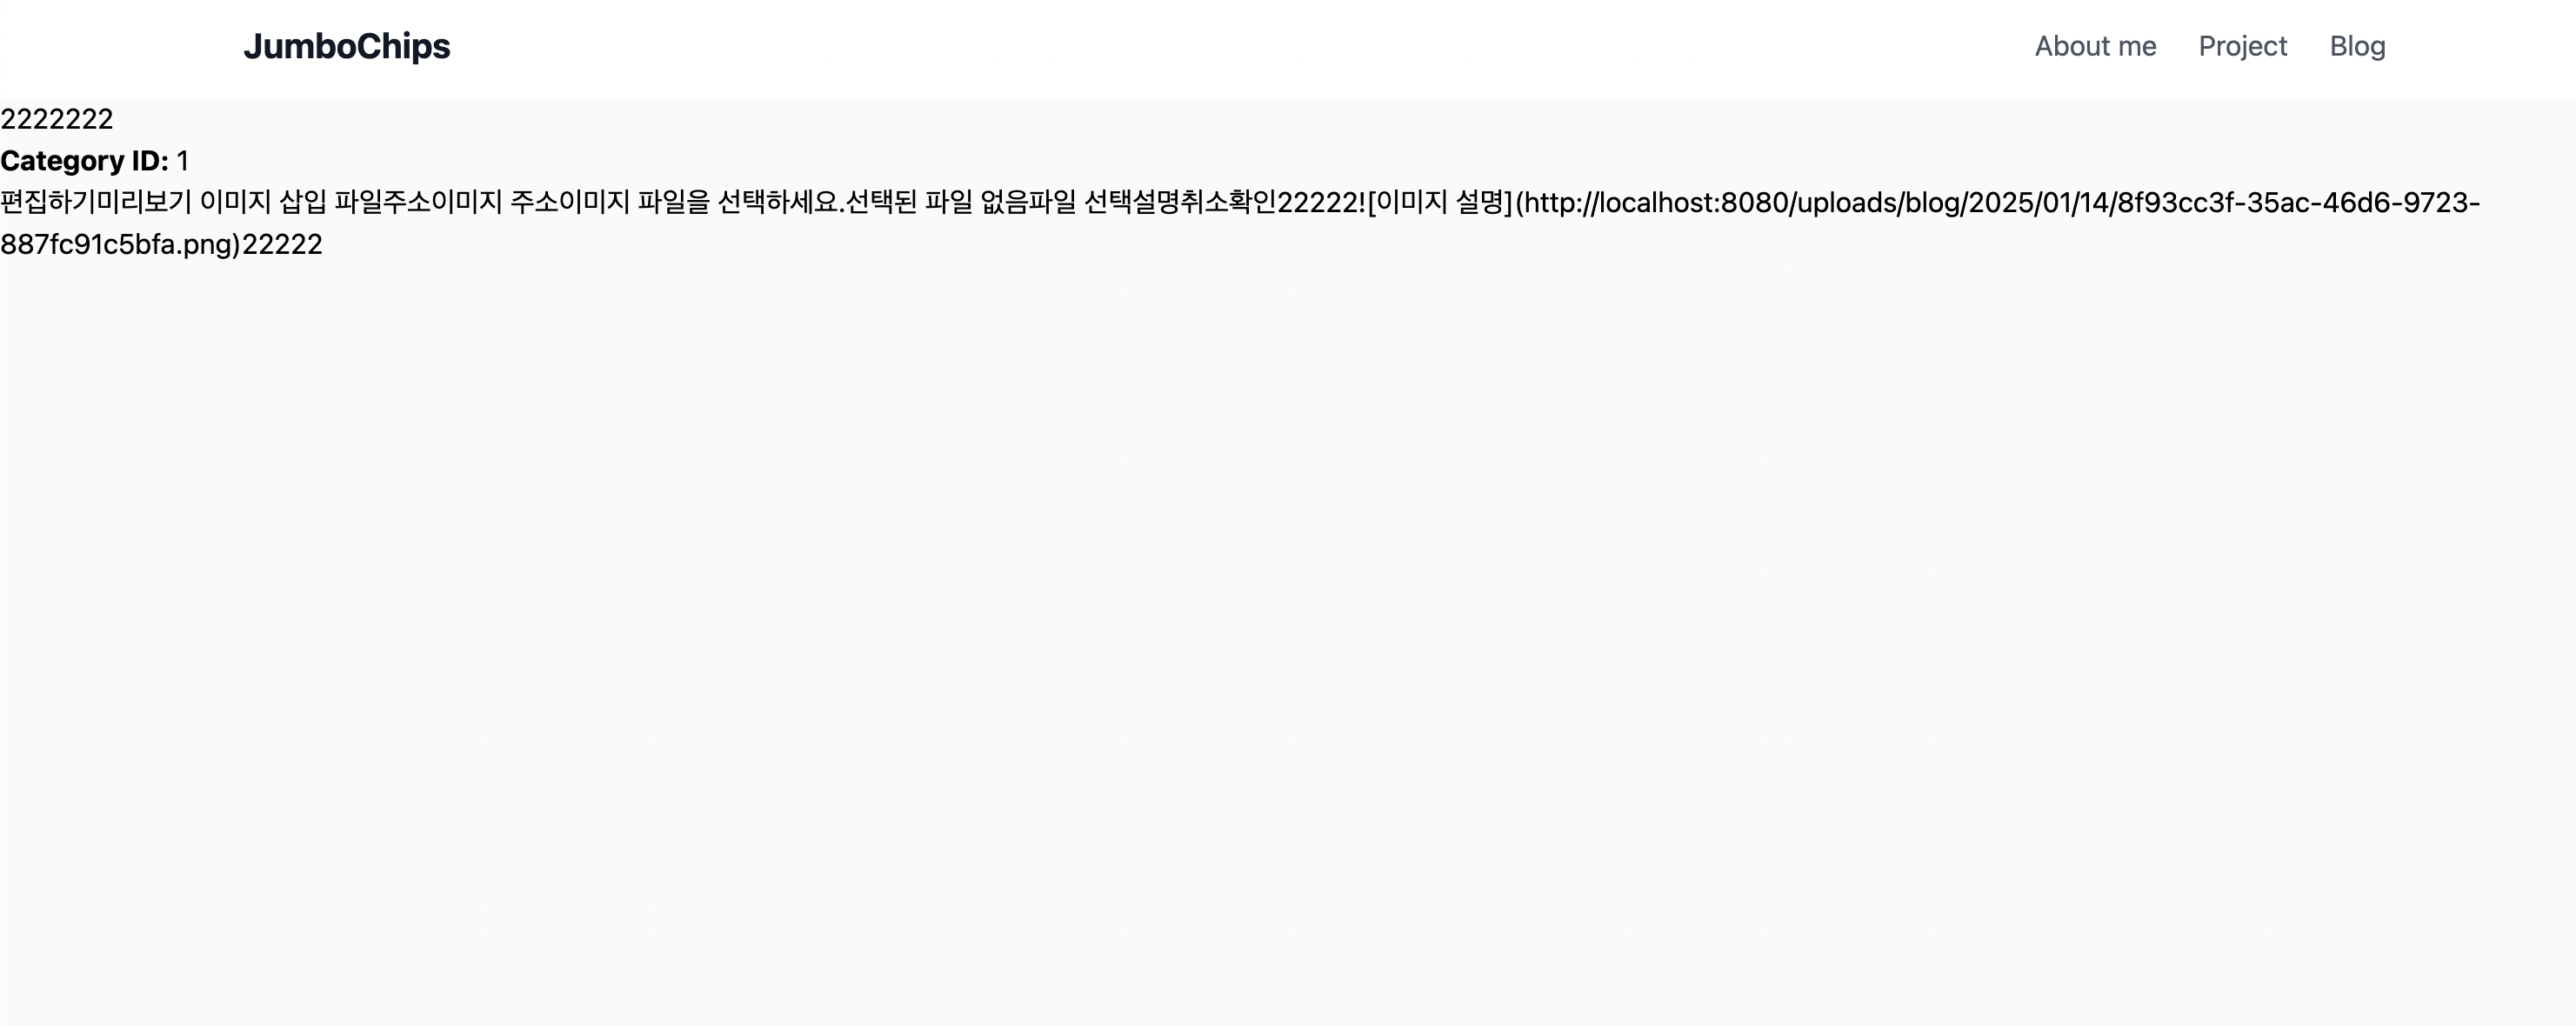 JumboChips
About me Project Blog
2222222
Category ID: 1
편집하기미리보기 이미지 삽입 파일주소이미지 주소이미지 파일을 선택하세요.선택된 파일 없음파일 선택설명취소확인22222![이미지 설명](http://localhost:8080/uploads/blog/2025/01/14/8f93cc3f-35ac-46d6-9723-
887fc91c5bfa.png)22222